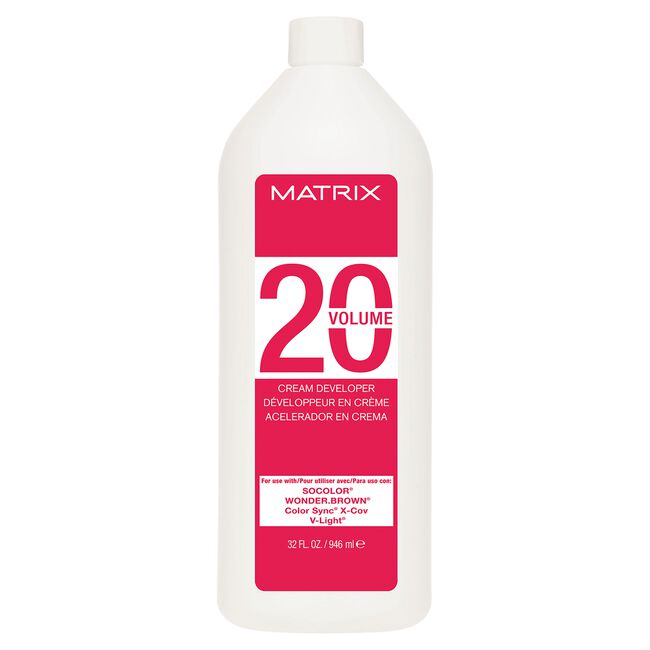 MATRIX
20
VOLUME
CREAM DEVELOPER
DÉVELOPPEUR EN CRÈME
ACELERADOR EN CREMA
For use with/Pour utiliser avec/Para uso con:
SOCOLOR®
WONDER.BROWN®
Color Sync® X-Cov
V-Light®
32 FL. OZ. / 946 ml ℮